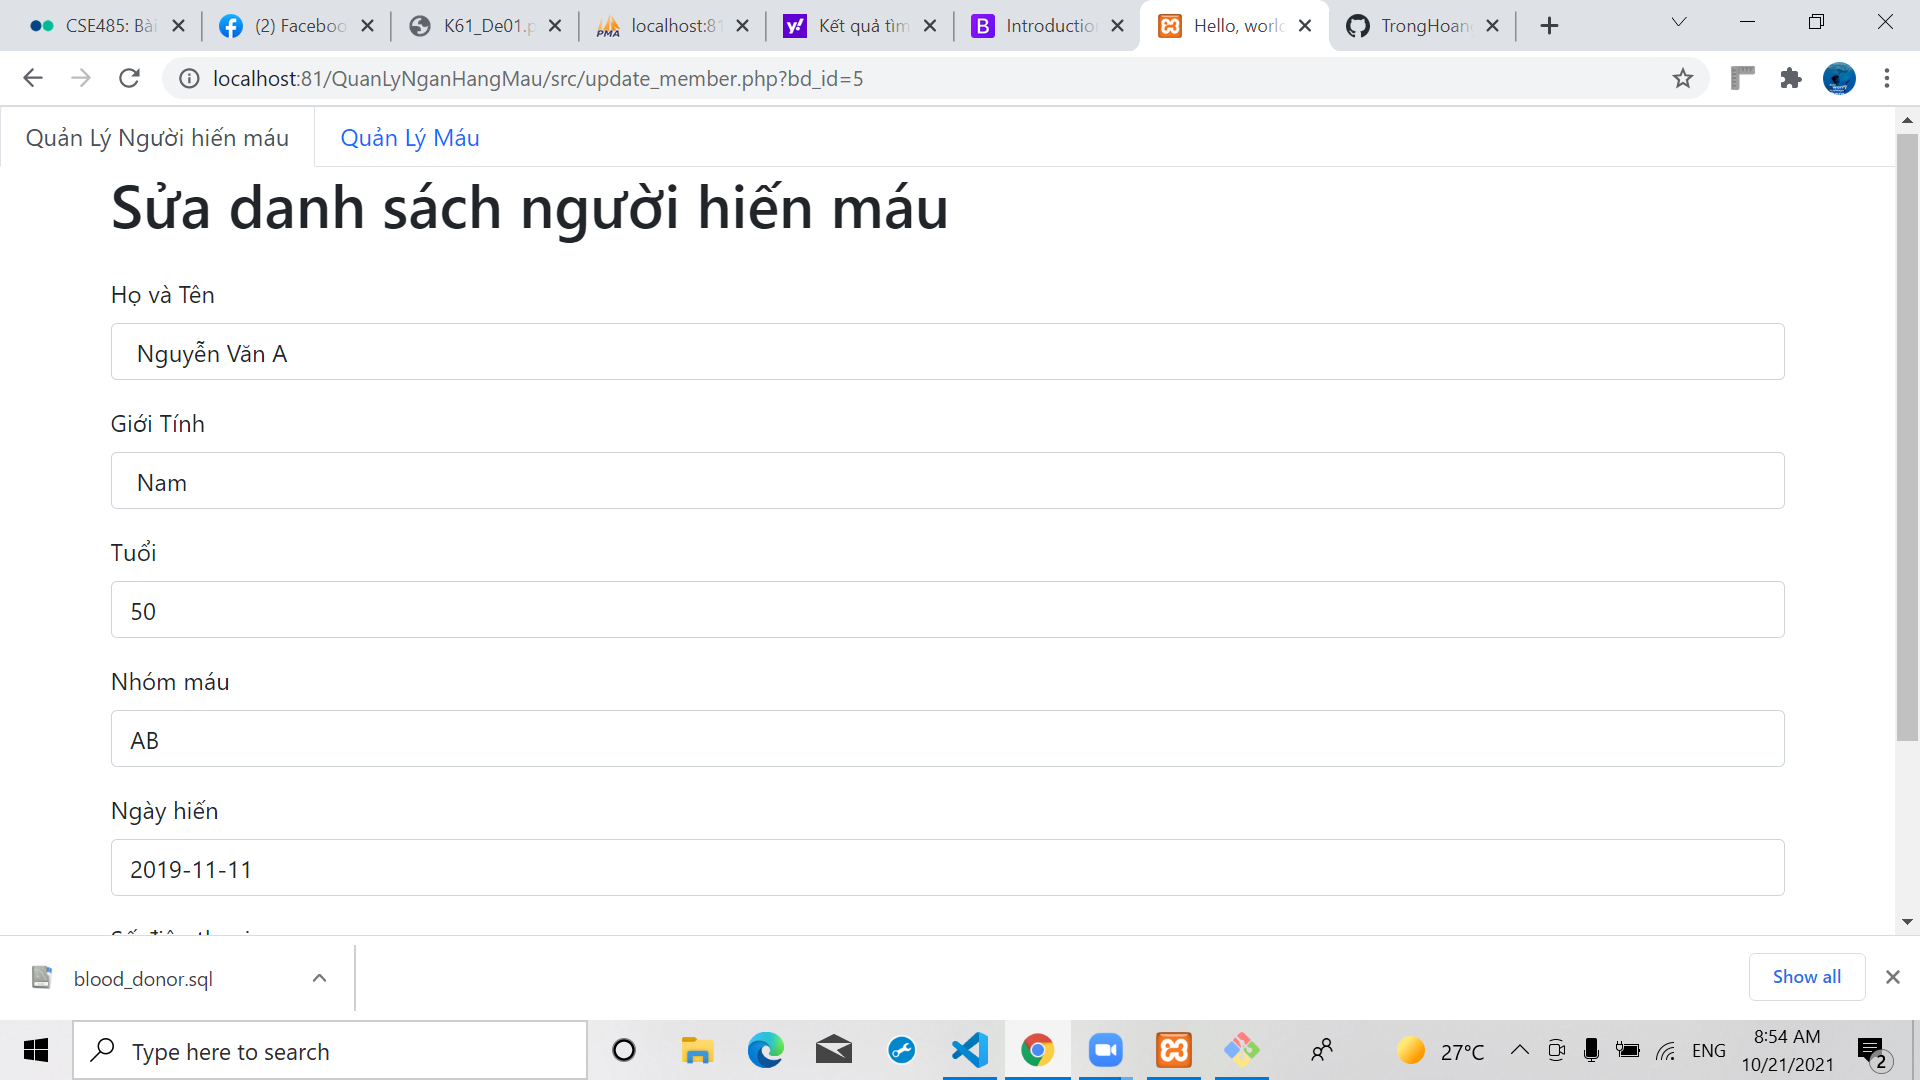 CSE485: Bài
(2) Faceboo
K61_De01.p
localhost:81
Kết quả tìm
Introductio
Hello, world
TrongHoan
localhost:81/QuanLyNganHangMau/src/update_member.php?bd_id=5
Quản Lý Người hiến máu
Quản Lý Máu
Sửa danh sách người hiến máu
Họ và Tên
Nguyễn Văn A
Giới Tính
Nam
Tuổi
50
Nhóm máu
AB
Ngày hiến
2019-11-11
blood_donor.sql
Show all
Type here to search
27°C
ENG
8:54 AM
10/21/2021
2